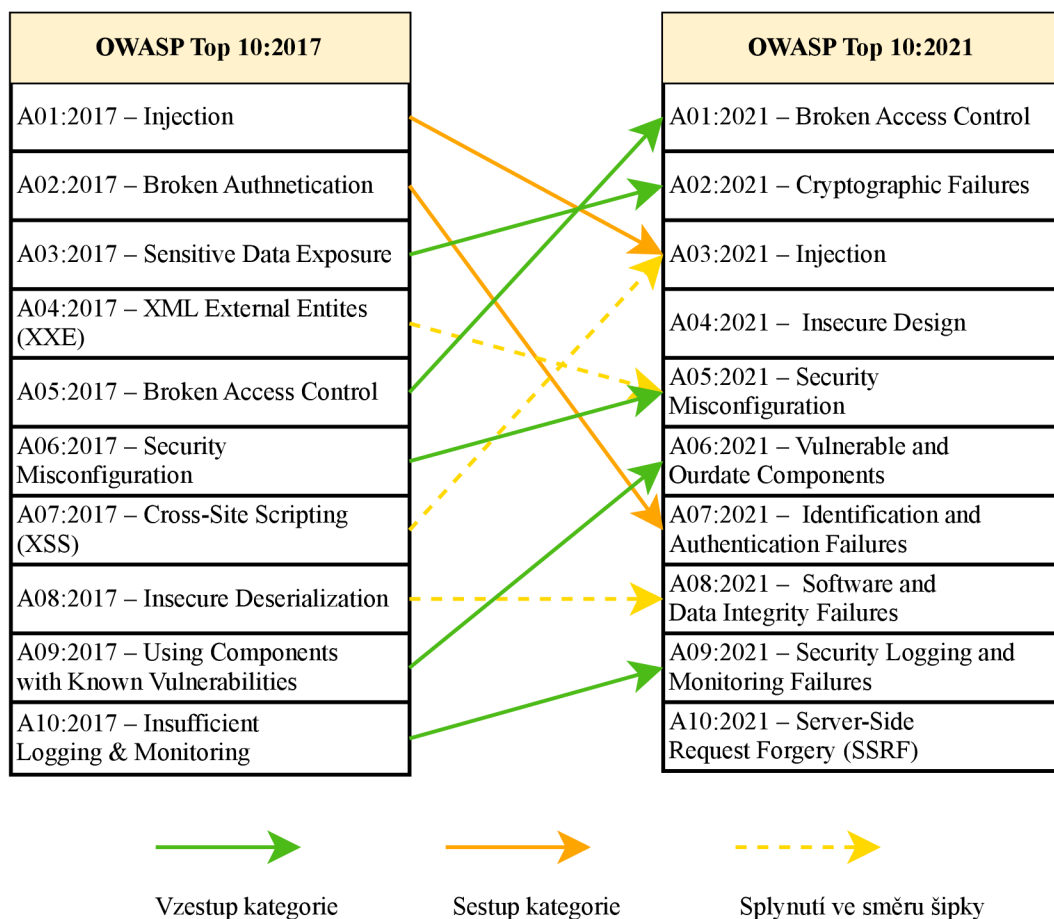 OWASP Top 10:2017
A01:2017 – Injection
A02:2017 – Broken Authnetication
A03:2017 – Sensitive Data Exposure
A04:2017 – XML External Entites
(XXE)
A05:2017 – Broken Access Control
A06:2017 – Security
Misconfiguration
A07:2017 – Cross-Site Scripting
(XSS)
A08:2017 – Insecure Deserialization
A09:2017 – Using Components
with Known Vulnerabilities
A10:2017 – Insufficient
Logging & Monitoring
OWASP Top 10:2021
A01:2021 – Broken Access Control
A02:2021 – Cryptographic Failures
A03:2021 – Injection
A04:2021 – Insecure Design
A05:2021 – Security
Misconfiguration
A06:2021 – Vulnerable and
Ourdate Components
A07:2021 – Identification and
Authentication Failures
A08:2021 – Software and
Data Integrity Failures
A09:2021 – Security Logging and
Monitoring Failures
A10:2021 – Server-Side
Request Forgery (SSRF)
Vzestup kategorie
Sestup kategorie
Splynutí ve směru šipky